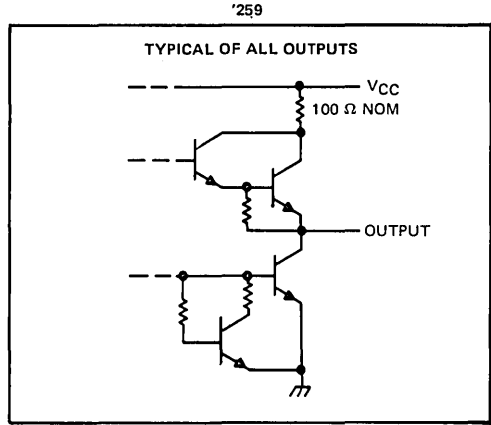 '259
TYPICAL OF ALL OUTPUTS
VCC
100 Ω NOM
OUTPUT